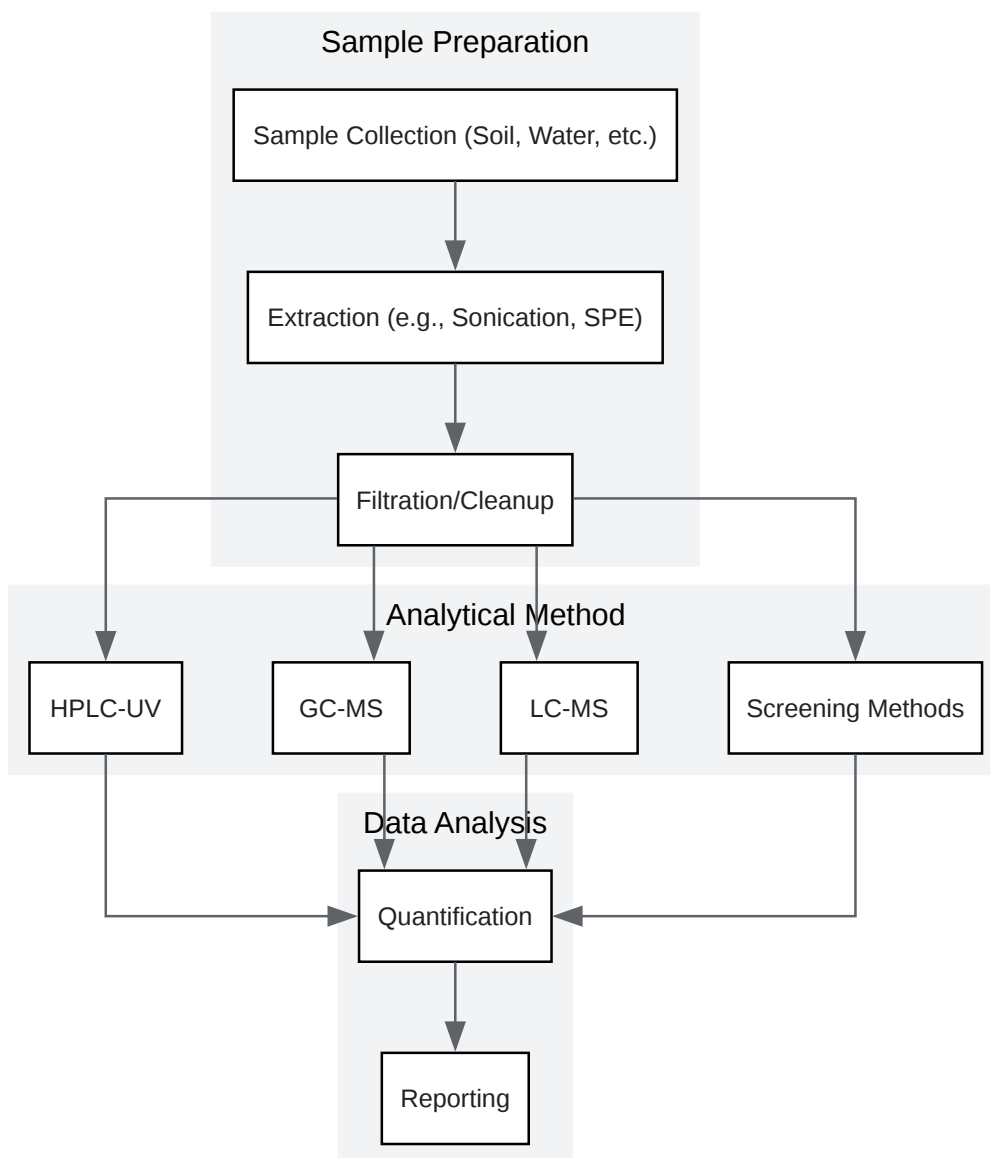 Sample Preparation
Sample Collection (Soil, Water, etc.)
Extraction (e.g., Sonication, SPE)
Filtration/Cleanup
Analytical Method
HPLC-UV
GC-MS
LC-MS
Screening Methods
Data Analysis
Quantification
Reporting